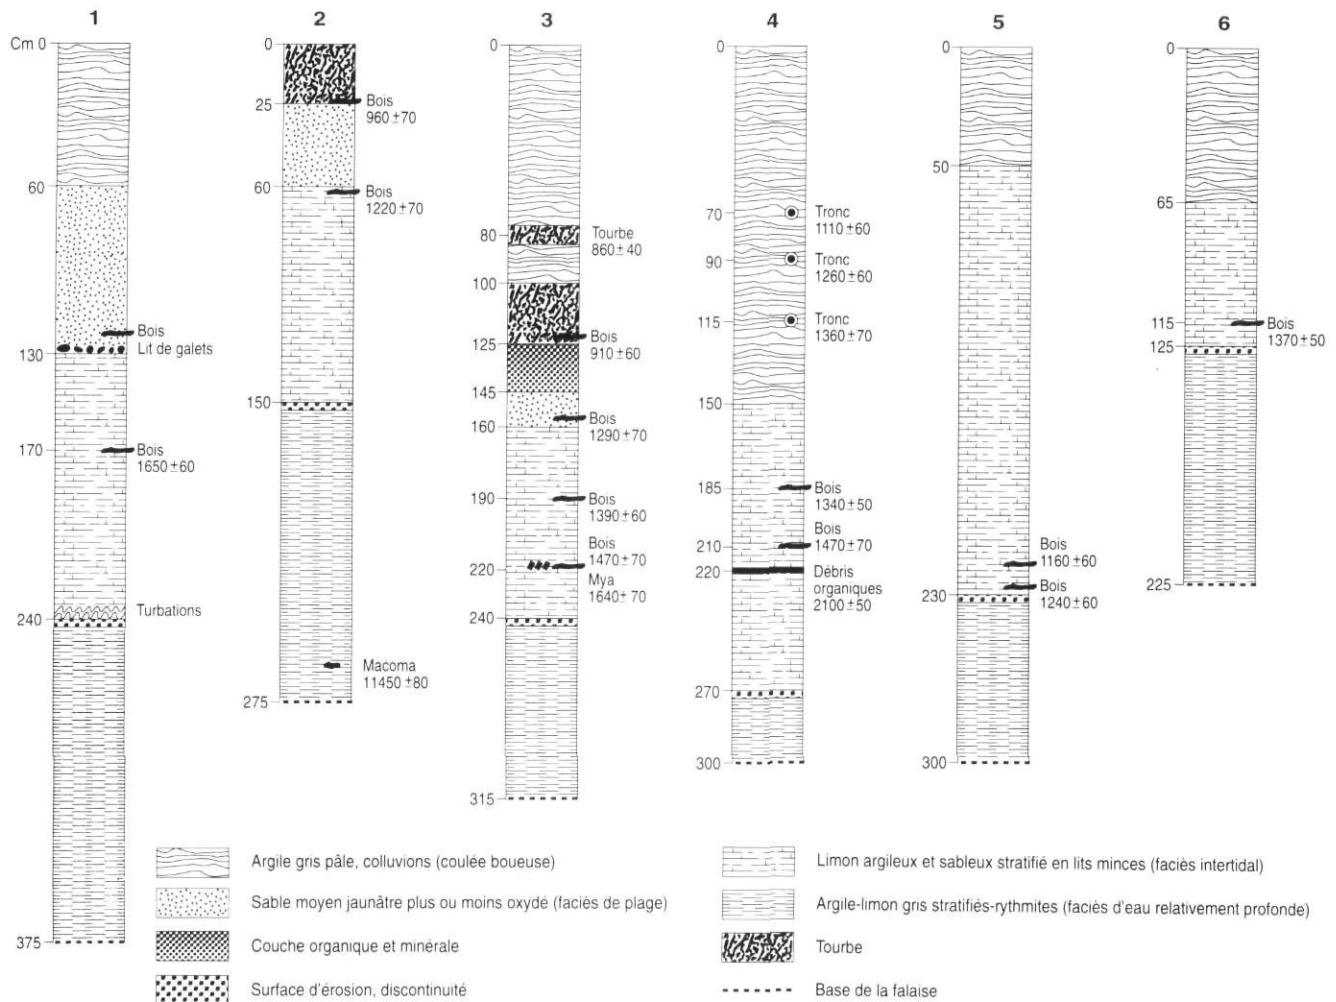 1
2
3
4
5
6
Cm 0
60
130
170
240
375
Bois
Lit de galets
Bois
1650±60
Turbations
0
25
60
150
275
Bois
960±70
Bois
1220±70
Macoma
11450±80
0
80
100
125
145
160
190
220
240
315
Tourbe
860±40
Bois
910±60
Bois
1290±70
Bois
1390±60
Bois
1470±70
Mya
1640±70
0
70
90
115
150
185
210
220
270
300
Tronc
1110±60
Tronc
1260±60
Tronc
1360±70
Bois
1340±50
Bois
1470±70
Débris
organiques
2100±50
0
50
230
300
Bois
1160±60
Bois
1240±60
0
65
115
125
225
Bois
1370±50
Argile gris pâle, colluvions (coulée boueuse)
Sable moyen jaunâtre plus ou moins oxydé (faciès de plage)
Couche organique et minérale
Surface d'érosion, discontinuité
Limon argileux et sableux stratifié en lits minces (faciès intertidal)
Argile-limon gris stratifiés-rythmites (faciès d'eau relativement profonde)
Tourbe
Base de la falaise